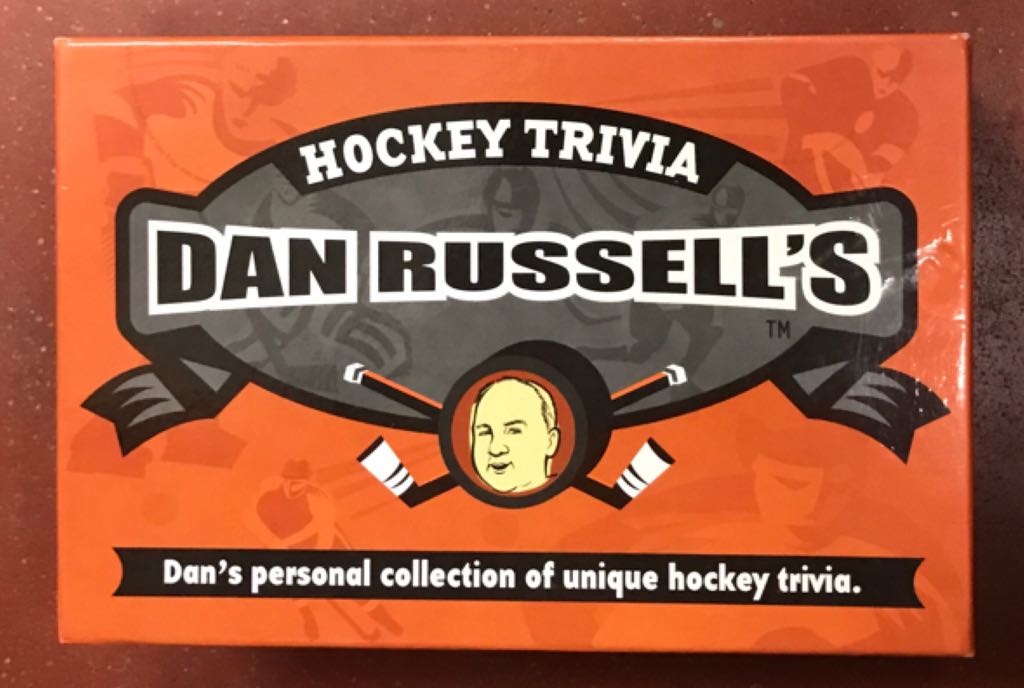 HOCKEY TRIVIA
DAN RUSSELL'S
TM
Dan's personal collection of unique hockey trivia.